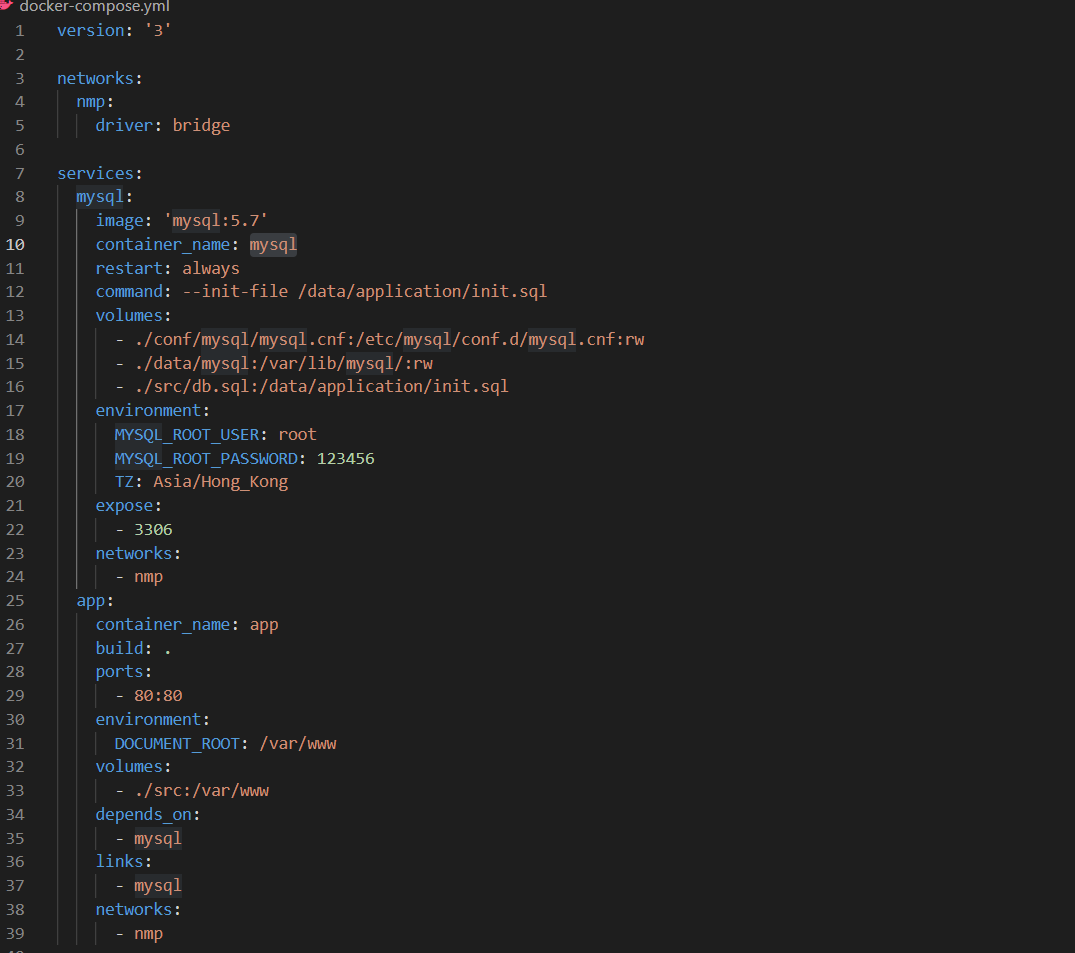 docker-compose.yml
1 version: '3'
2
3 networks:
4   nmp:
5     driver: bridge
6
7 services:
8   mysql:
9     image: 'mysql:5.7'
10     container_name: mysql
11     restart: always
12     command: --init-file /data/application/init.sql
13     volumes:
14       - ./conf/mysql/mysql.cnf:/etc/mysql/conf.d/mysql.cnf:rw
15       - ./data/mysql:/var/lib/mysql/:rw
16       - ./src/db.sql:/data/application/init.sql
17     environment:
18       MYSQL_ROOT_USER: root
19       MYSQL_ROOT_PASSWORD: 123456
20       TZ: Asia/Hong_Kong
21     expose:
22       - 3306
23     networks:
24       - nmp
25   app:
26     container_name: app
27     build: .
28     ports:
29       - 80:80
30     environment:
31       DOCUMENT_ROOT: /var/www
32     volumes:
33       - ./src:/var/www
34     depends_on:
35       - mysql
36     links:
37       - mysql
38     networks:
39       - nmp